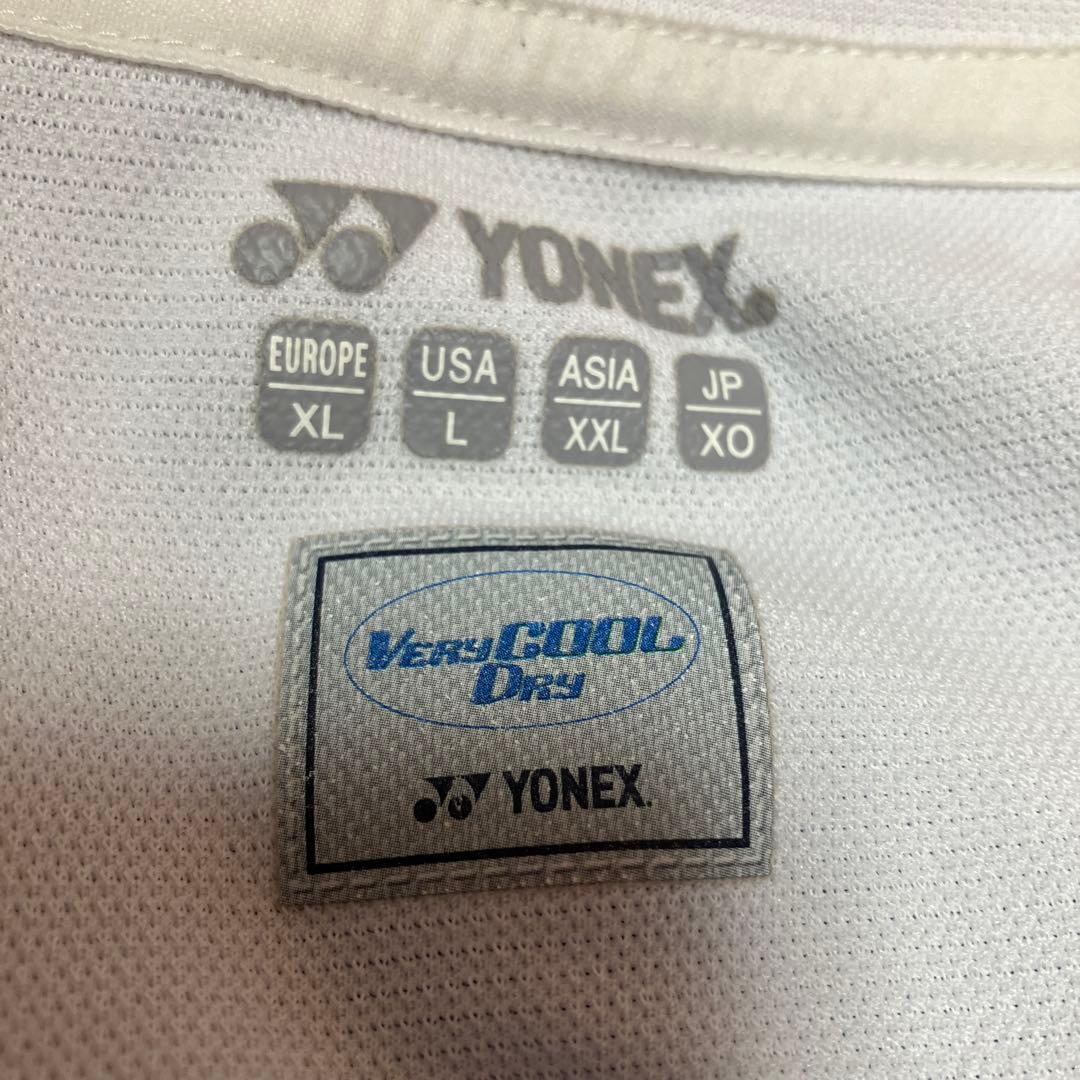 YONEX
EUROPE USA ASIA JP
XL L XXL XO
VERY COOL
DRY
YONEX